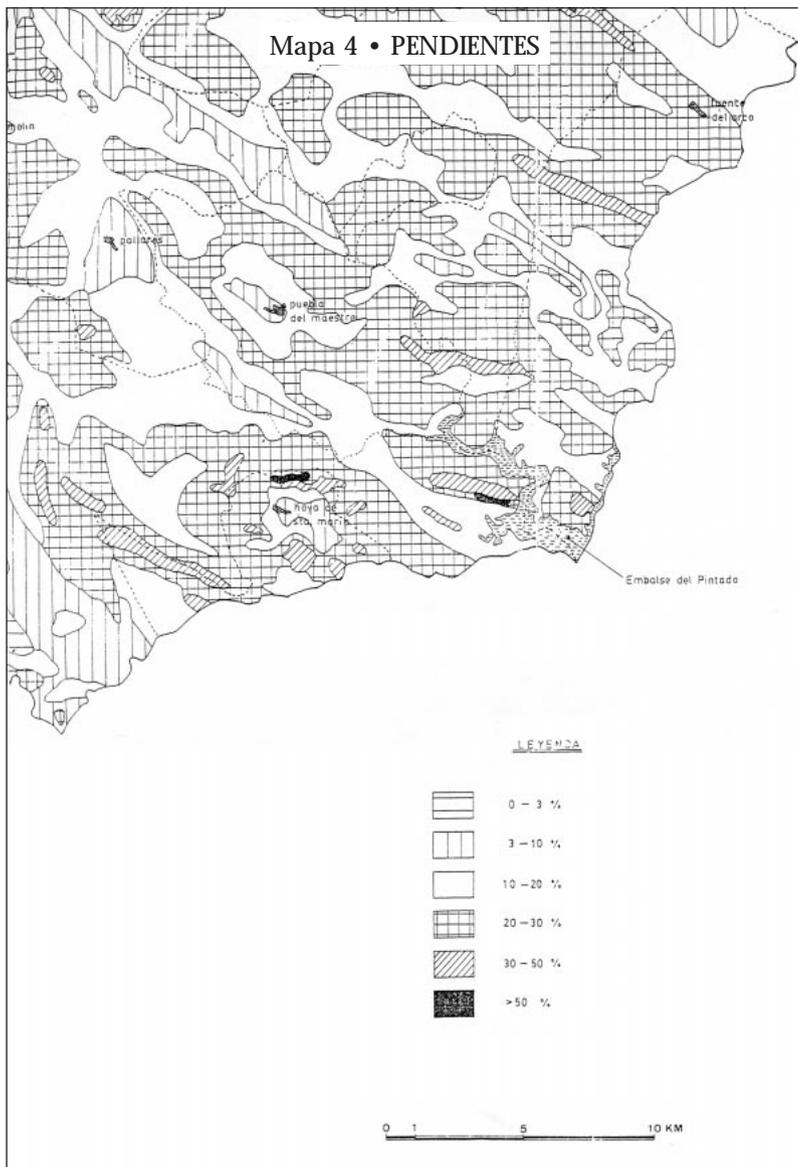 Mapa 4 • PENDIENTES
fuente
del arco
molin
pallares
puebla
del maestre
hoya de
sta. maria
Embalse del Pintado
LEYENDA
0 – 3 %
3 – 10 %
10 – 20 %
20 – 30 %
30 – 50 %
>50 %
0 1 5 10 KM